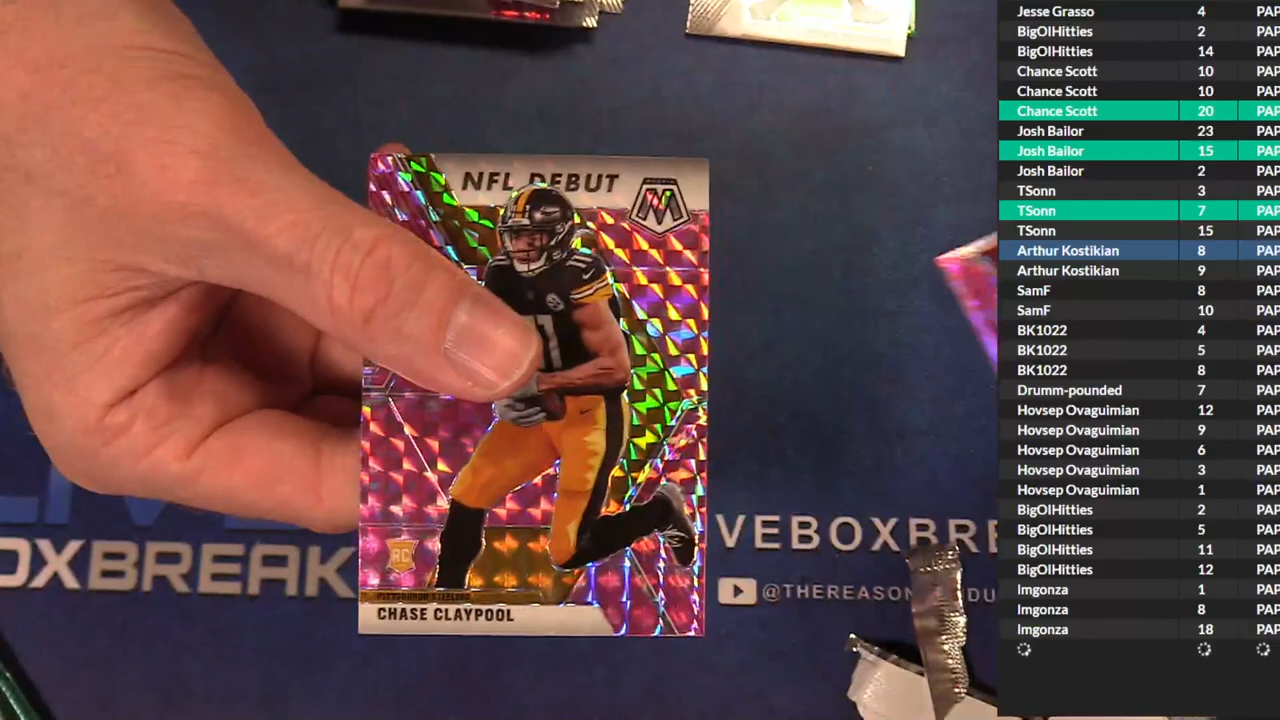 NFL DEBUT
M
11
RC
PITTSBURGH STEELERS
CHASE CLAYPOOL
OXBREAK
VEBOXBRE
@THEREASON DU
Jesse Grasso 4 PAP
BigOlHitties 2 PAP
BigOlHitties 14 PAP
Chance Scott 10 PAP
Chance Scott 10 PAP
Chance Scott 20 PAP
Josh Bailor 23 PAP
Josh Bailor 15 PAP
Josh Bailor 2 PAP
TSonn 3 PAP
TSonn 7 PAP
TSonn 15 PAP
Arthur Kostikian 8 PAP
Arthur Kostikian 9 PAP
SamF 8 PAP
SamF 10 PAP
BK1022 4 PAP
BK1022 5 PAP
BK1022 8 PAP
Drumm-pounded 7 PAP
Hovsep Ovaguimian 12 PAP
Hovsep Ovaguimian 9 PAP
Hovsep Ovaguimian 6 PAP
Hovsep Ovaguimian 3 PAP
Hovsep Ovaguimian 1 PAP
BigOlHitties 2 PAP
BigOlHitties 5 PAP
BigOlHitties 11 PAP
BigOlHitties 12 PAP
Imgonza 1 PAP
Imgonza 8 PAP
Imgonza 18 PAP